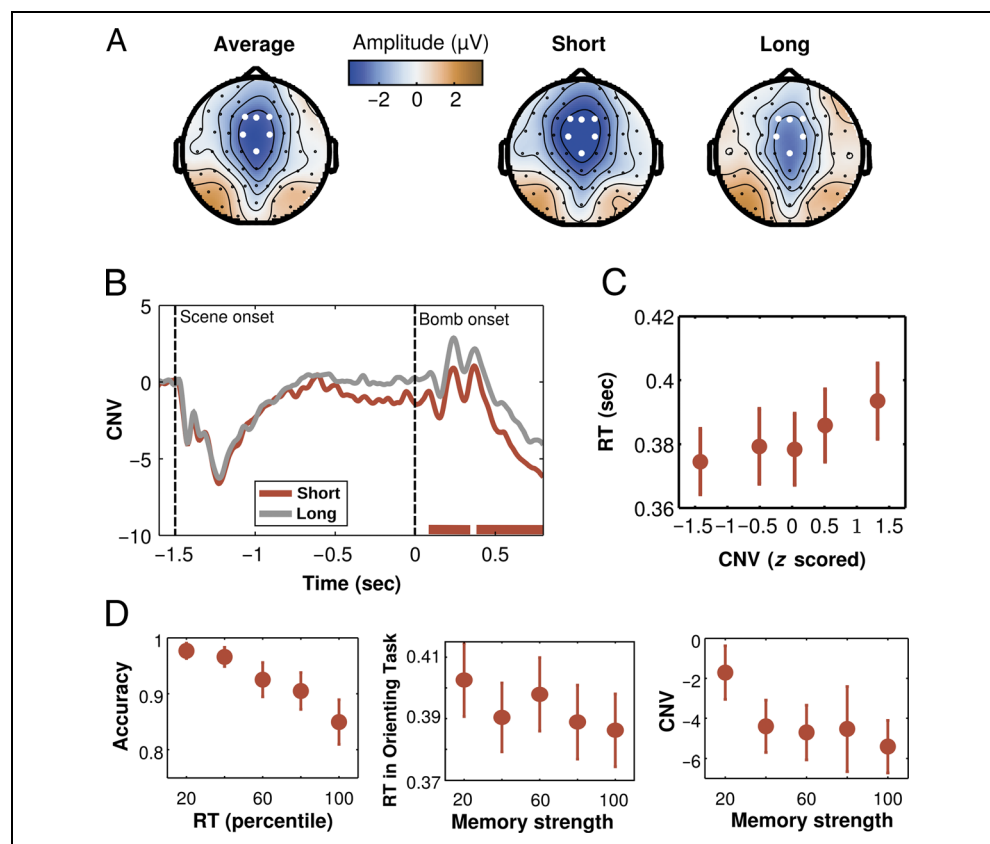 A
Average
Amplitude (μV)
−2 0 2
Short
Long
B
CNV
5
0
−5
−10
Scene onset
Bomb onset
Short
Long
−1.5 −1 −0.5 0 0.5
Time (sec)
C
RT (sec)
0.42
0.4
0.38
0.36
−1.5 −1 −0.5 0 0.5 1 1.5
CNV (z scored)
D
Accuracy
1
0.9
0.8
20 60 100
RT (percentile)
RT in Orienting Task
0.41
0.39
0.37
20 60 100
Memory strength
CNV
0
−2
−4
−6
20 60 100
Memory strength